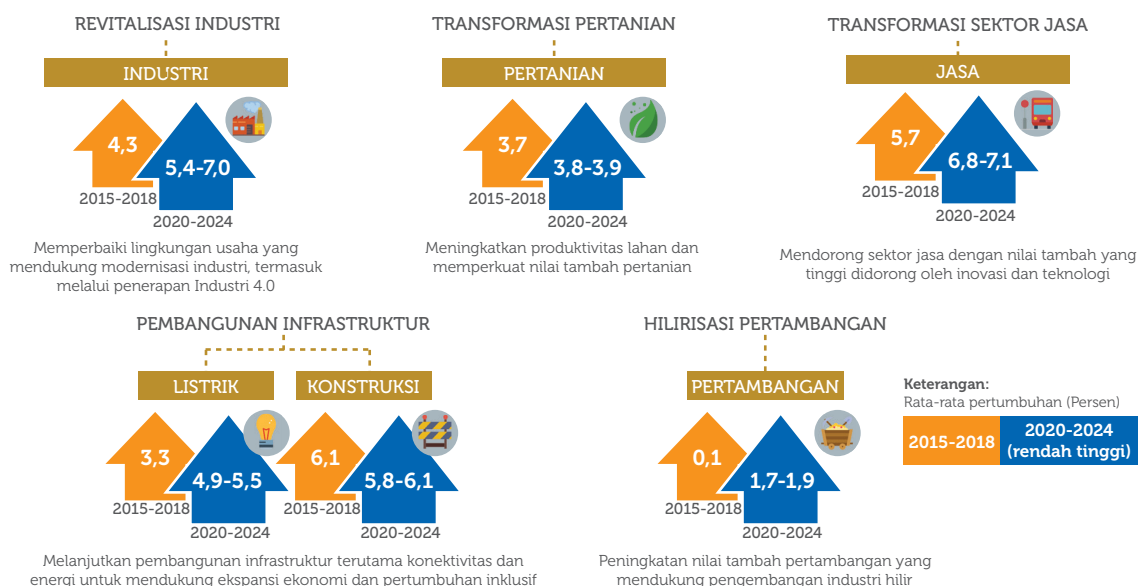 REVITALISASI INDUSTRI
INDUSTRI
4,3
5,4-7,0
2015-2018
2020-2024
Memperbaiki lingkungan usaha yang
mendukung modernisasi industri, termasuk
melalui penerapan Industri 4.0
TRANSFORMASI PERTANIAN
PERTANIAN
3,7
3,8-3,9
2015-2018
2020-2024
Meningkatkan produktivitas lahan dan
memperkuat nilai tambah pertanian
TRANSFORMASI SEKTOR JASA
JASA
5,7
6,8-7,1
2015-2018
2020-2024
Mendorong sektor jasa dengan nilai tambah yang
tinggi didorong oleh inovasi dan teknologi
PEMBANGUNAN INFRASTRUKTUR
LISTRIK
3,3
4,9-5,5
2015-2018
2020-2024
KONSTRUKSI
6,1
5,8-6,1
2015-2018
2020-2024
Melanjutkan pembangunan infrastruktur terutama konektivitas dan
energi untuk mendukung ekspansi ekonomi dan pertumbuhan inklusif
HILIRISASI PERTAMBANGAN
PERTAMBANGAN
0,1
1,7-1,9
2015-2018
2020-2024
Peningkatan nilai tambah pertambangan yang
mendukung pengembangan industri hilir
Keterangan:
Rata-rata pertumbuhan (Persen)
2015-2018
2020-2024
(rendah tinggi)